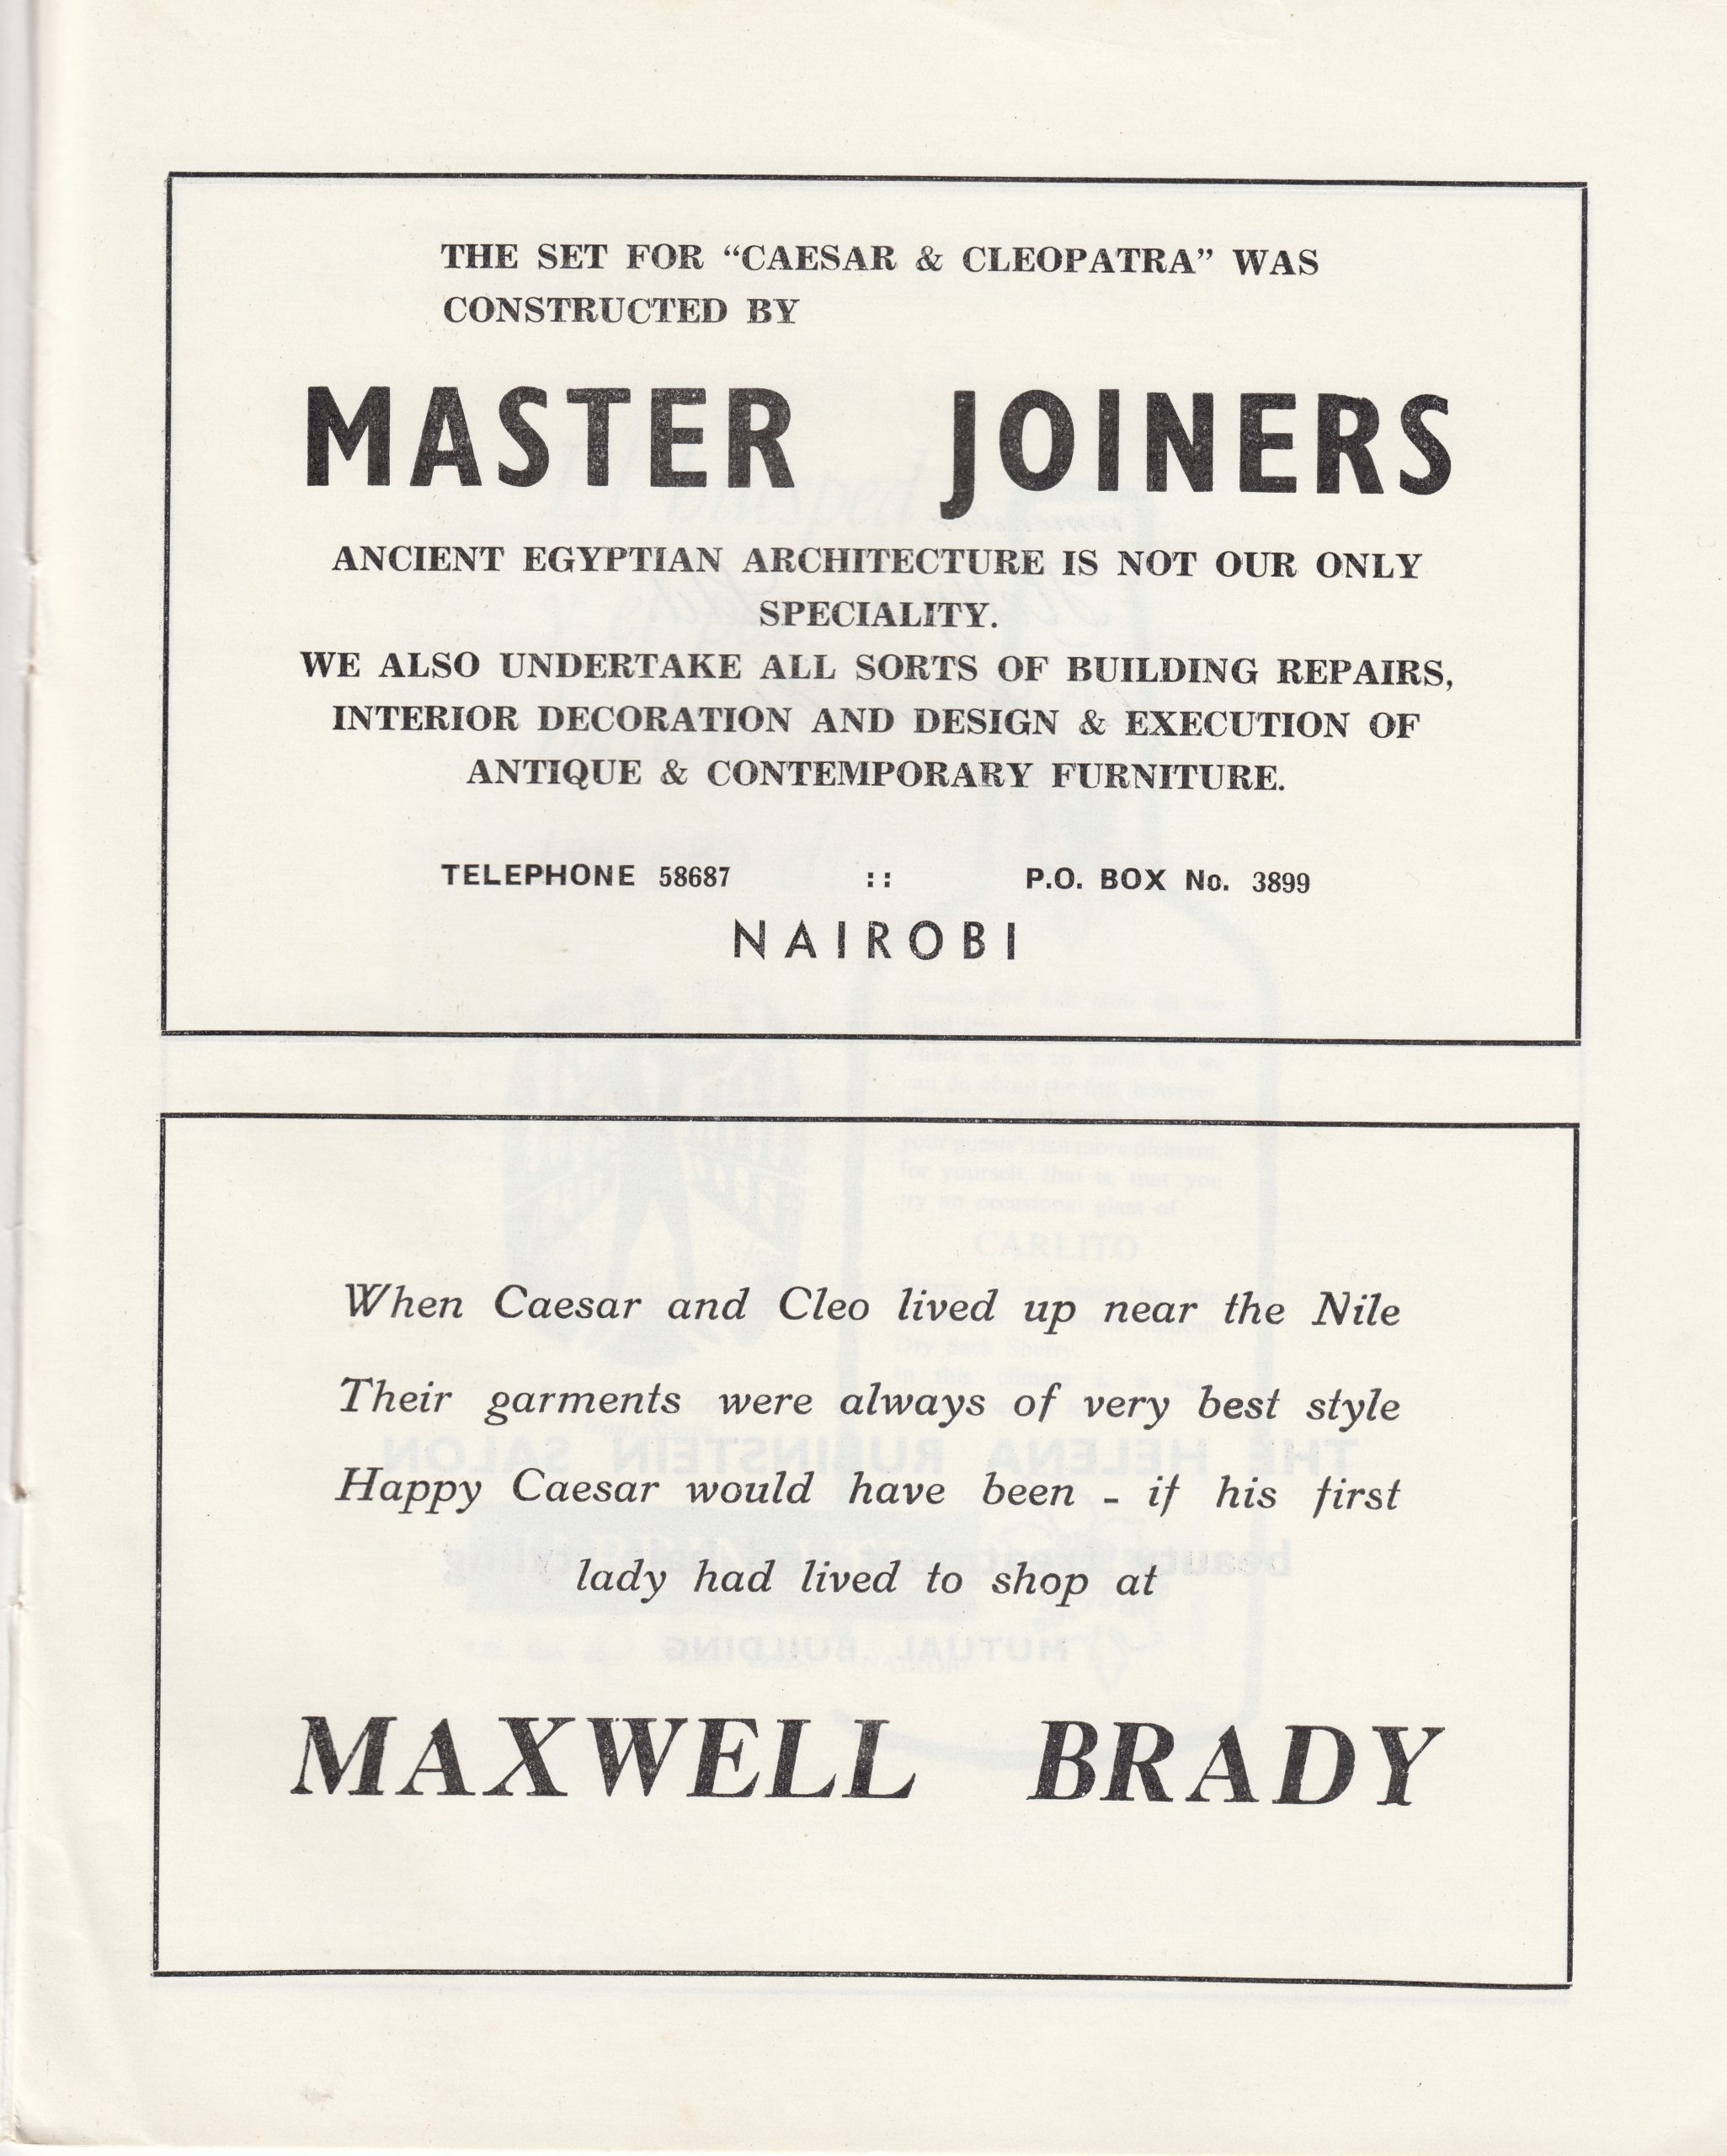 THE SET FOR “CAESAR & CLEOPATRA” WAS
CONSTRUCTED BY
MASTER JOINERS
ANCIENT EGYPTIAN ARCHITECTURE IS NOT OUR ONLY
SPECIALITY.
WE ALSO UNDERTAKE ALL SORTS OF BUILDING REPAIRS,
INTERIOR DECORATION AND DESIGN & EXECUTION OF
ANTIQUE & CONTEMPORARY FURNITURE.
TELEPHONE 58687 :: P.O. BOX No. 3899
NAIROBI
When Caesar and Cleo lived up near the Nile
Their garments were always of very best style
Happy Caesar would have been - if his first
lady had lived to shop at
MAXWELL BRADY